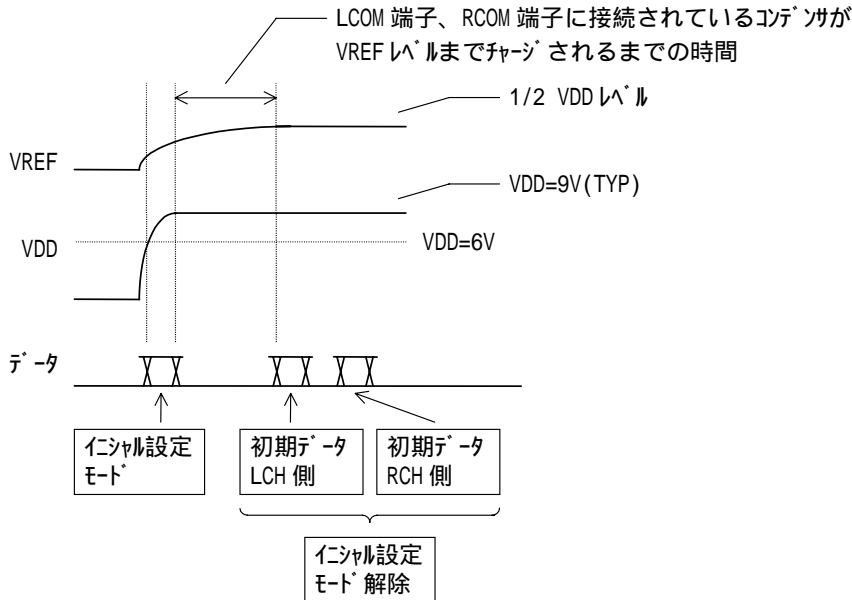 LCOM 端子、RCOM 端子に接続されているｺﾝﾃﾞﾝｻが
VREF ﾚﾍﾞﾙまでﾁｬｰｼﾞされるまでの時間
1/2 VDD ﾚﾍﾞﾙ
VREF
VDD=9V(TYP)
VDD
VDD=6V
ﾃﾞｰﾀ
ｲﾆｼｬﾙ設定
ﾓｰﾄﾞ
初期ﾃﾞｰﾀ
LCH 側
初期ﾃﾞｰﾀ
RCH 側
ｲﾆｼｬﾙ設定
ﾓｰﾄﾞ解除